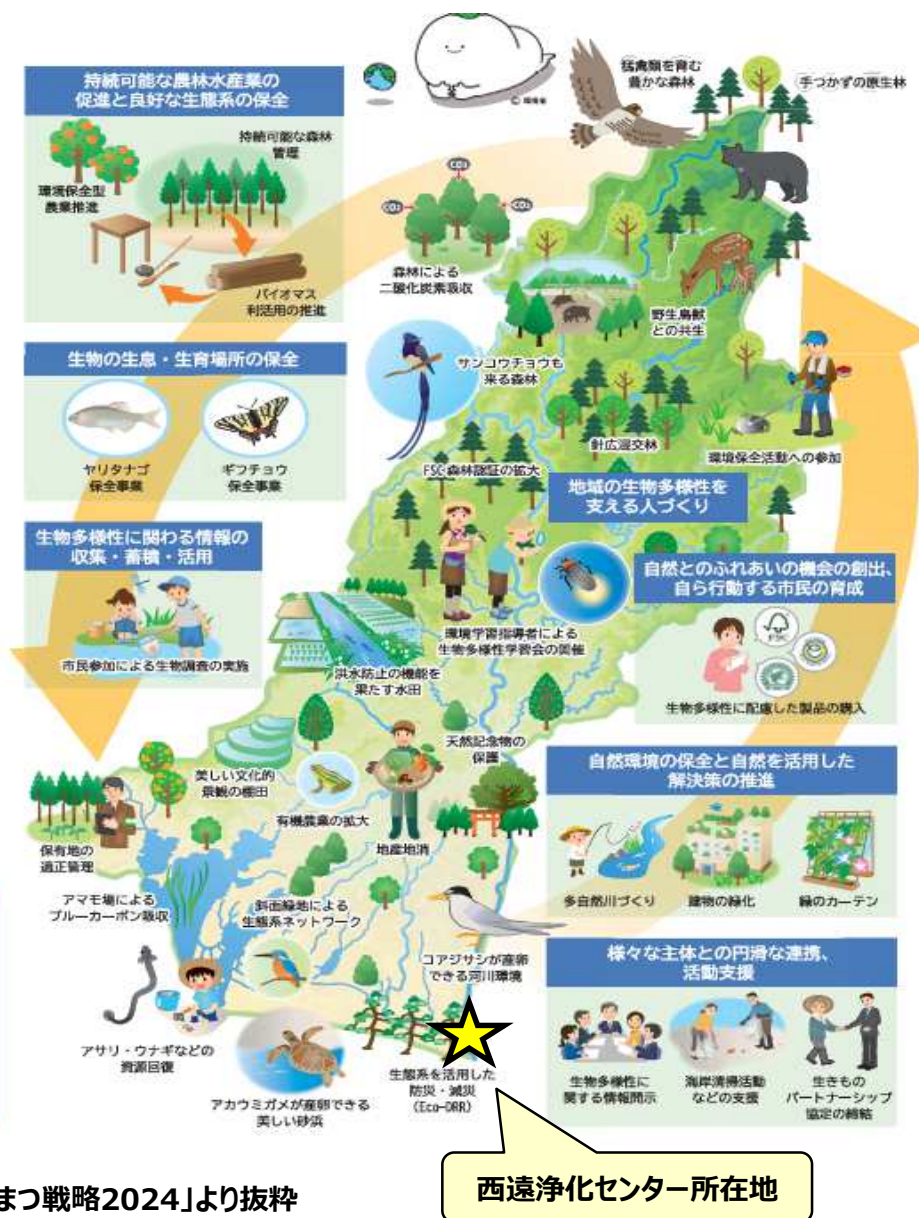 持続可能な農林水産業の
促進と良好な生態系の保全
持続可能な森林
管理
環境保全型
農業推進
バイオマス
利活用の推進
© 環境省
猛禽類を育む
豊かな森林
手つかずの原生林
CO2
CO2
CO2
森林による
二酸化炭素吸収
野生鳥獣
との共生
サンコウチョウも
来る森林
生物の生息・生育場所の保全
ヤリタナゴ
保全事業
ギフチョウ
保全事業
針広混交林
環境保全活動への参加
FSC森林認証の拡大
地域の生物多様性を
支える人づくり
生物多様性に関わる情報の
収集・蓄積・活用
市民参加による生物調査の実施
自然とのふれあいの機会の創出、
自ら行動する市民の育成
FSC
生物多様性に配慮した製品の購入
環境学習指導者による
生物多様性学習会の開催
洪水防止の機能を
果たす水田
天然記念物の
保護
美しい文化的
景観の棚田
有機農業の拡大
地産地消
自然環境の保全と自然を活用した
解決策の推進
多自然川づくり
建物の緑化
緑のカーテン
保有地の
適正管理
アマモ場による
ブルーカーボン吸収
斜面緑地による
生態系ネットワーク
コアジサシが産卵
できる河川環境
様々な主体との円滑な連携、
活動支援
生物多様性に
関する情報開示
海岸清掃活動
などの支援
生きもの
パートナーシップ
協定の締結
アサリ・ウナギなどの
資源回復
アカウミガメが産卵できる
美しい砂浜
生態系を活用した
防災・減災
(Eco-DRR)
西遠浄化センター所在地
まつ戦略2024」より抜粋